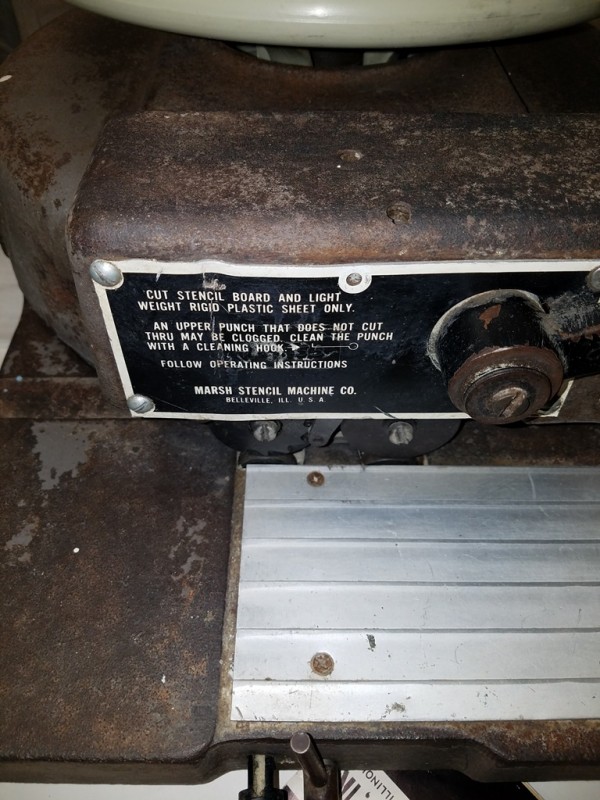 CUT STENCIL BOARD AND LIGHT
WEIGHT RIGID PLASTIC SHEET ONLY.
AN UPPER PUNCH THAT DOES NOT CUT
THRU MAY BE CLOGGED. CLEAN THE PUNCH
WITH A CLEANING HOOK
FOLLOW OPERATING INSTRUCTIONS
MARSH STENCIL MACHINE CO.
BELLEVILLE, ILL. U.S.A.
ILLINO